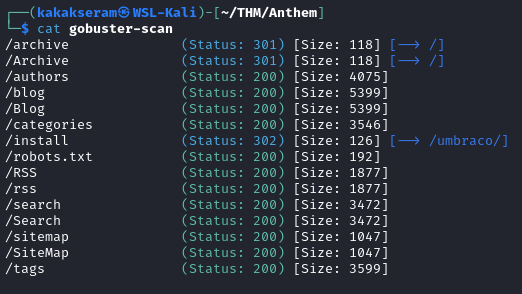 ┌──(kakakseram㉿WSL-Kali)-[~/THM/Anthem]
└─$ cat gobuster-scan
/archive (Status: 301) [Size: 118] [--> /]
/Archive (Status: 301) [Size: 118] [--> /]
/authors (Status: 200) [Size: 4075]
/blog (Status: 200) [Size: 5399]
/Blog (Status: 200) [Size: 5399]
/categories (Status: 200) [Size: 3546]
/install (Status: 302) [Size: 126] [--> /umbraco/]
/robots.txt (Status: 200) [Size: 192]
/RSS (Status: 200) [Size: 1877]
/rss (Status: 200) [Size: 1877]
/search (Status: 200) [Size: 3472]
/Search (Status: 200) [Size: 3472]
/sitemap (Status: 200) [Size: 1047]
/SiteMap (Status: 200) [Size: 1047]
/tags (Status: 200) [Size: 3599]